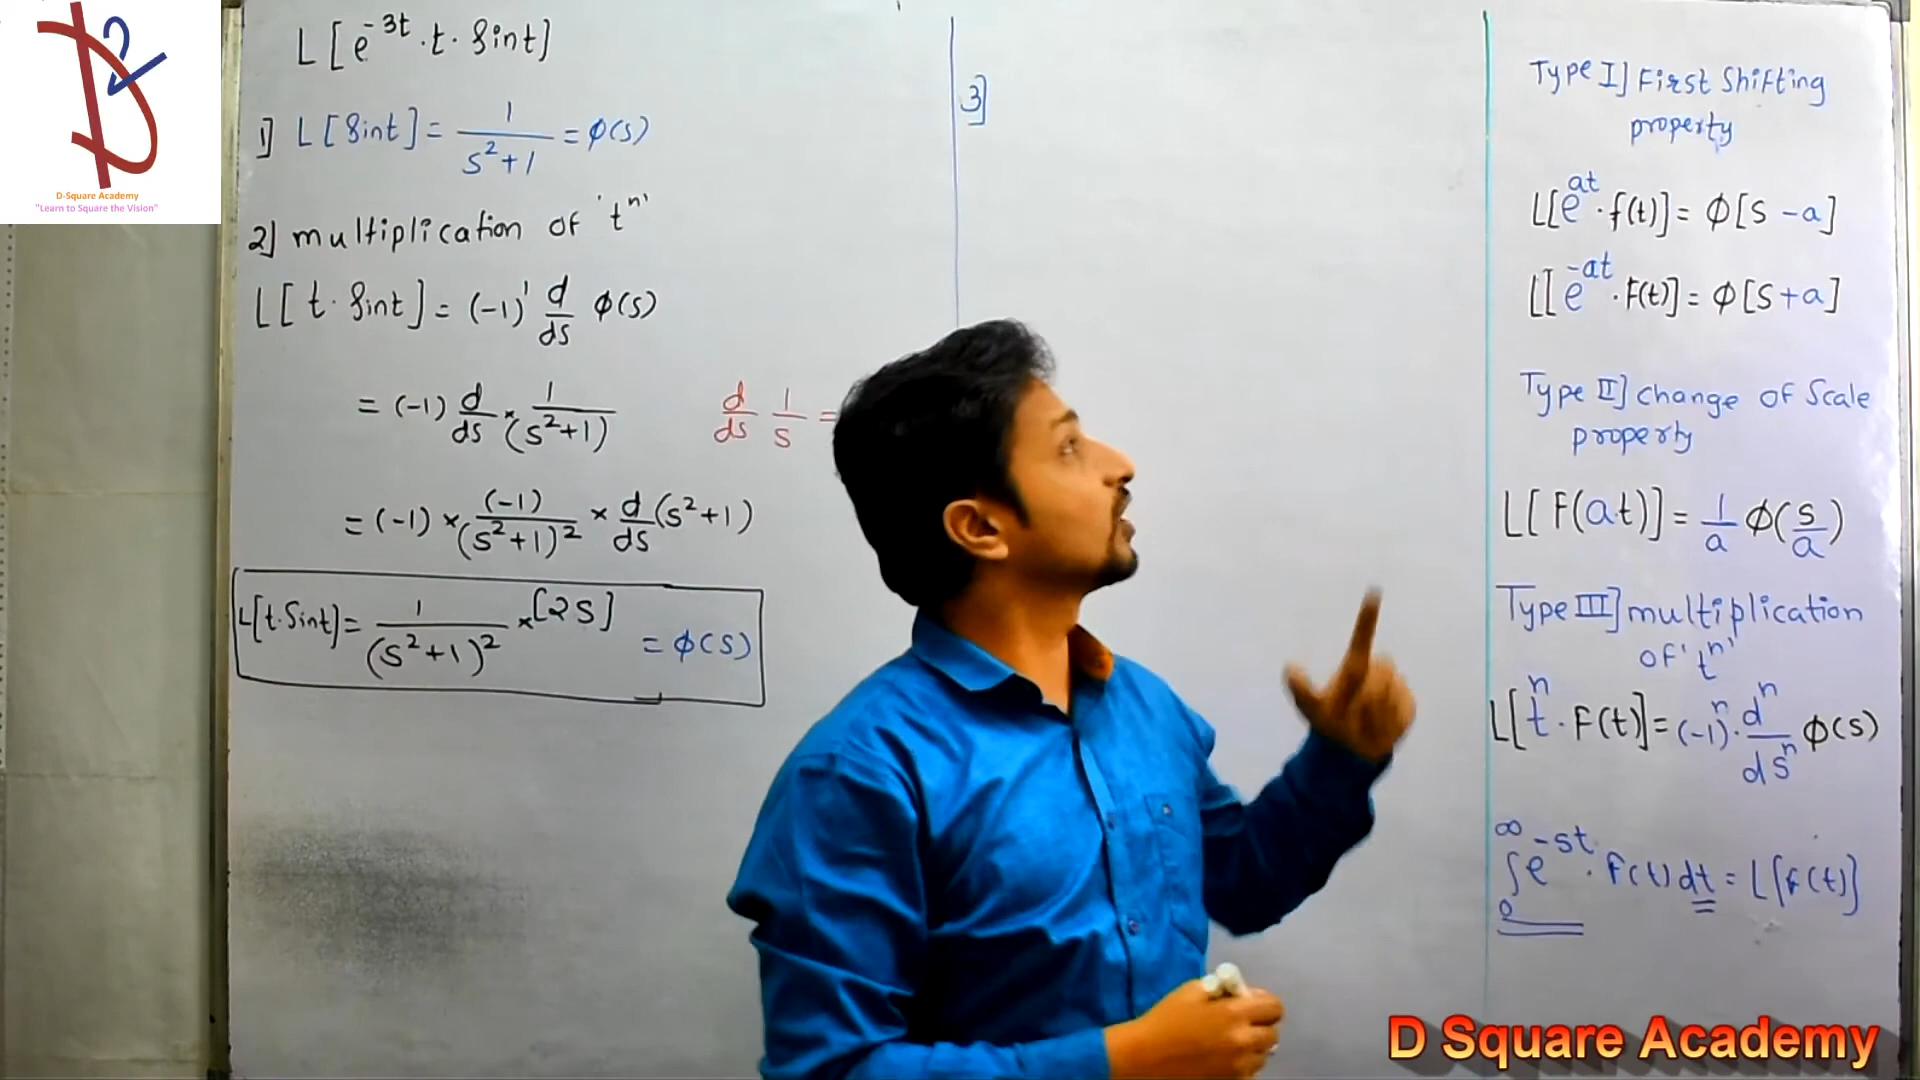 D-Square Academy
"Learn to Square the Vision"
L[e^-3t · t · Sint]
1] L[Sint] = 1/(s²+1) = φ(s)
2] multiplication of 't^n'
L[t · Sint] = (-1)^1 d/ds φ(s)
= (-1) d/ds × 1/(s²+1)
d/ds 1/s =
= (-1) × (-1)/(s²+1)² × d/ds (s²+1)
L[t·Sint] = 1/(s²+1)² × [2S] = φ(s)
3]
Type I] First Shifting
property
L[e^at · f(t)] = φ[s - a]
L[e^-at · F(t)] = φ[s + a]
Type II] change of Scale
property
L[F(at)] = 1/a φ(s/a)
Type III] multiplication
of 't^n'
L[t^n · F(t)] = (-1)^n · d^n/ds^n φ(s)
∫₀^∞ e^-st · F(t) dt = L[F(t)]
D Square Academy